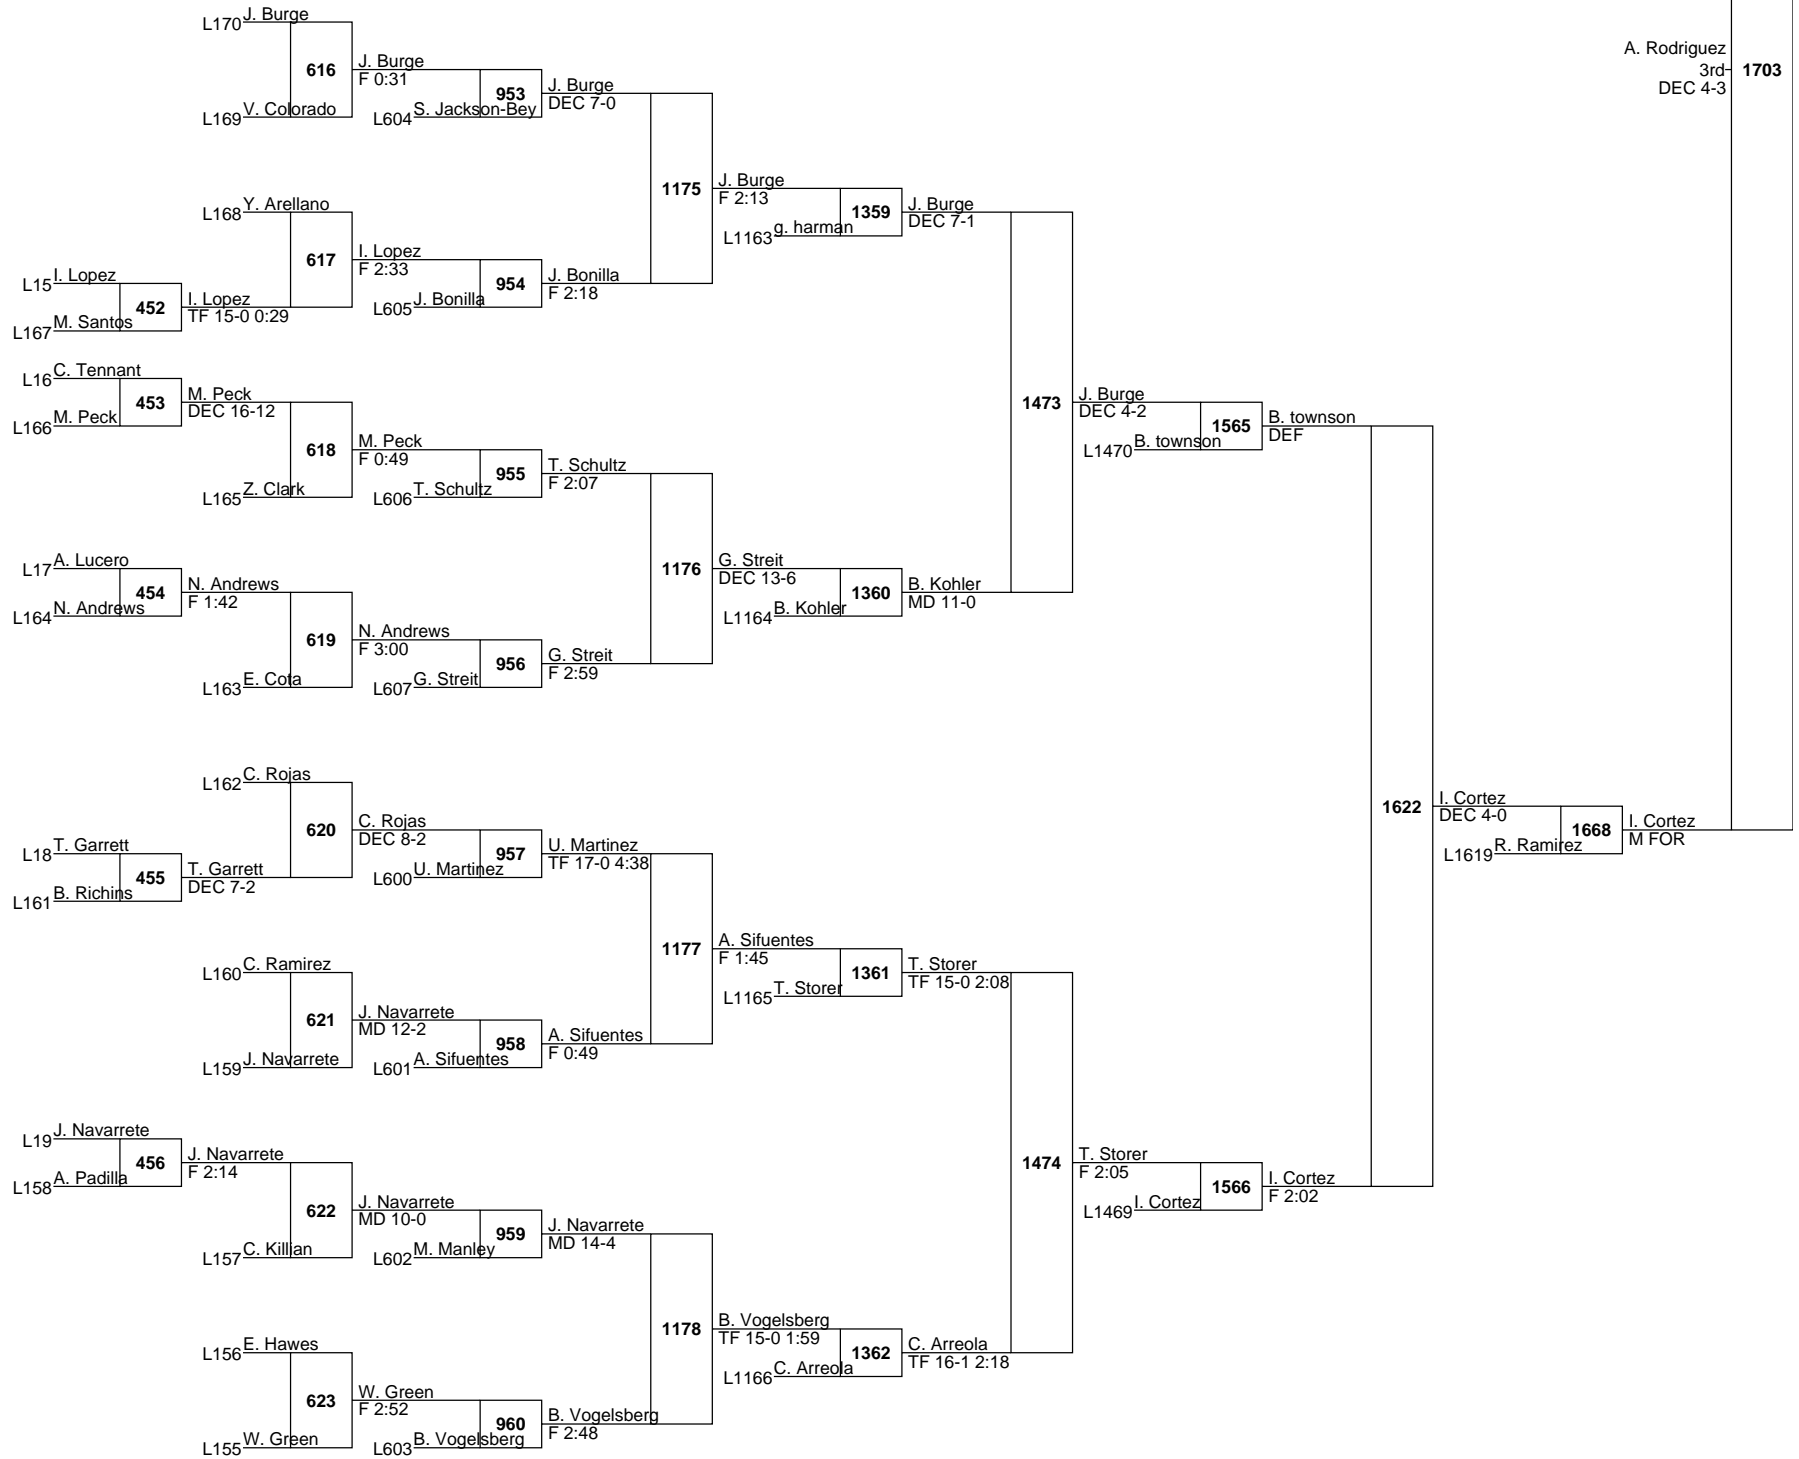 L170 J. Burge
616
L169 V. Colorado
J. Burge
F 0:31
953
L604 S. Jackson-Bey
J. Burge
DEC 7-0
L168 Y. Arellano
617
L15 I. Lopez
452
L167 M. Santos
I. Lopez
TF 15-0 0:29
I. Lopez
F 2:33
954
L605 J. Bonilla
J. Bonilla
F 2:18
1175
J. Burge
F 2:13
1359
L1163 g. harman
J. Burge
DEC 7-1
L16 C. Tennant
453
L166 M. Peck
M. Peck
DEC 16-12
618
L165 Z. Clark
M. Peck
F 0:49
955
L606 T. Schultz
T. Schultz
F 2:07
L17 A. Lucero
454
L164 N. Andrews
N. Andrews
F 1:42
619
L163 E. Cota
N. Andrews
F 3:00
956
L607 G. Streit
G. Streit
F 2:59
1176
G. Streit
DEC 13-6
1360
L1164 B. Kohler
B. Kohler
MD 11-0
1473
J. Burge
DEC 4-2
1565
L1470 B. townson
B. townson
DEF
L162 C. Rojas
620
L18 T. Garrett
455
L161 B. Richins
T. Garrett
DEC 7-2
C. Rojas
DEC 8-2
957
L600 U. Martinez
U. Martinez
TF 17-0 4:38
L160 C. Ramirez
621
L159 J. Navarrete
J. Navarrete
MD 12-2
958
L601 A. Sifuentes
A. Sifuentes
F 0:49
1177
A. Sifuentes
F 1:45
1361
L1165 T. Storer
T. Storer
TF 15-0 2:08
L19 J. Navarrete
456
L158 A. Padilla
J. Navarrete
F 2:14
622
L157 C. Killian
J. Navarrete
MD 10-0
959
L602 M. Manley
J. Navarrete
MD 14-4
L156 E. Hawes
623
L155 W. Green
W. Green
F 2:52
960
L603 B. Vogelsberg
B. Vogelsberg
F 2:48
1178
B. Vogelsberg
TF 15-0 1:59
1362
L1166 C. Arreola
C. Arreola
TF 16-1 2:18
1474
T. Storer
F 2:05
1566
L1469 I. Cortez
I. Cortez
F 2:02
1622
I. Cortez
DEC 4-0
1668
L1619 R. Ramirez
I. Cortez
M FOR
A. Rodriguez
3rd
DEC 4-3
1703